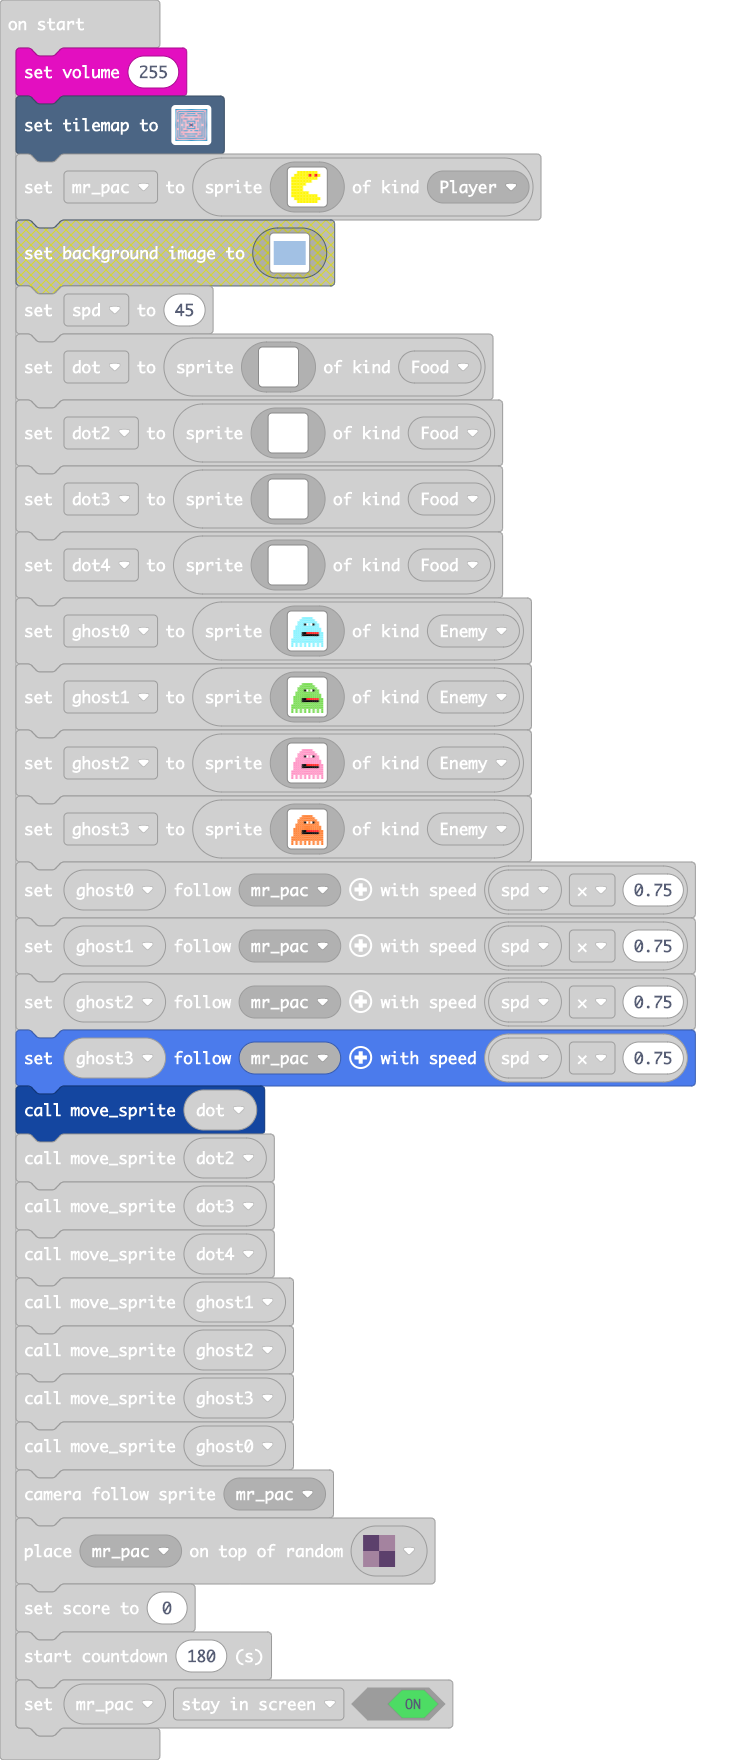 on start
set volume 255
set tilemap to
set mr_pac to sprite of kind Player
set background image to
set spd to 45
set dot to sprite of kind Food
set dot2 to sprite of kind Food
set dot3 to sprite of kind Food
set dot4 to sprite of kind Food
set ghost0 to sprite of kind Enemy
set ghost1 to sprite of kind Enemy
set ghost2 to sprite of kind Enemy
set ghost3 to sprite of kind Enemy
set ghost0 follow mr_pac with speed spd x 0.75
set ghost1 follow mr_pac with speed spd x 0.75
set ghost2 follow mr_pac with speed spd x 0.75
set ghost3 follow mr_pac with speed spd x 0.75
call move_sprite dot
call move_sprite dot2
call move_sprite dot3
call move_sprite dot4
call move_sprite ghost1
call move_sprite ghost2
call move_sprite ghost3
call move_sprite ghost0
camera follow sprite mr_pac
place mr_pac on top of random
set score to 0
start countdown 180 (s)
set mr_pac stay in screen ON